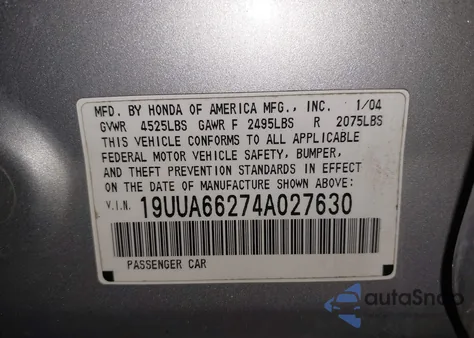 MFD. BY HONDA OF AMERICA MFG., INC. 1/04
GVWR 4525LBS GAWR F 2495LBS R 2075LBS
THIS VEHICLE CONFORMS TO ALL APPLICABLE
FEDERAL MOTOR VEHICLE SAFETY, BUMPER,
AND THEFT PREVENTION STANDARDS IN EFFECT
ON THE DATE OF MANUFACTURE SHOWN ABOVE:
V.I.N. 19UUA66274A027630
PASSENGER CAR
autaSnap